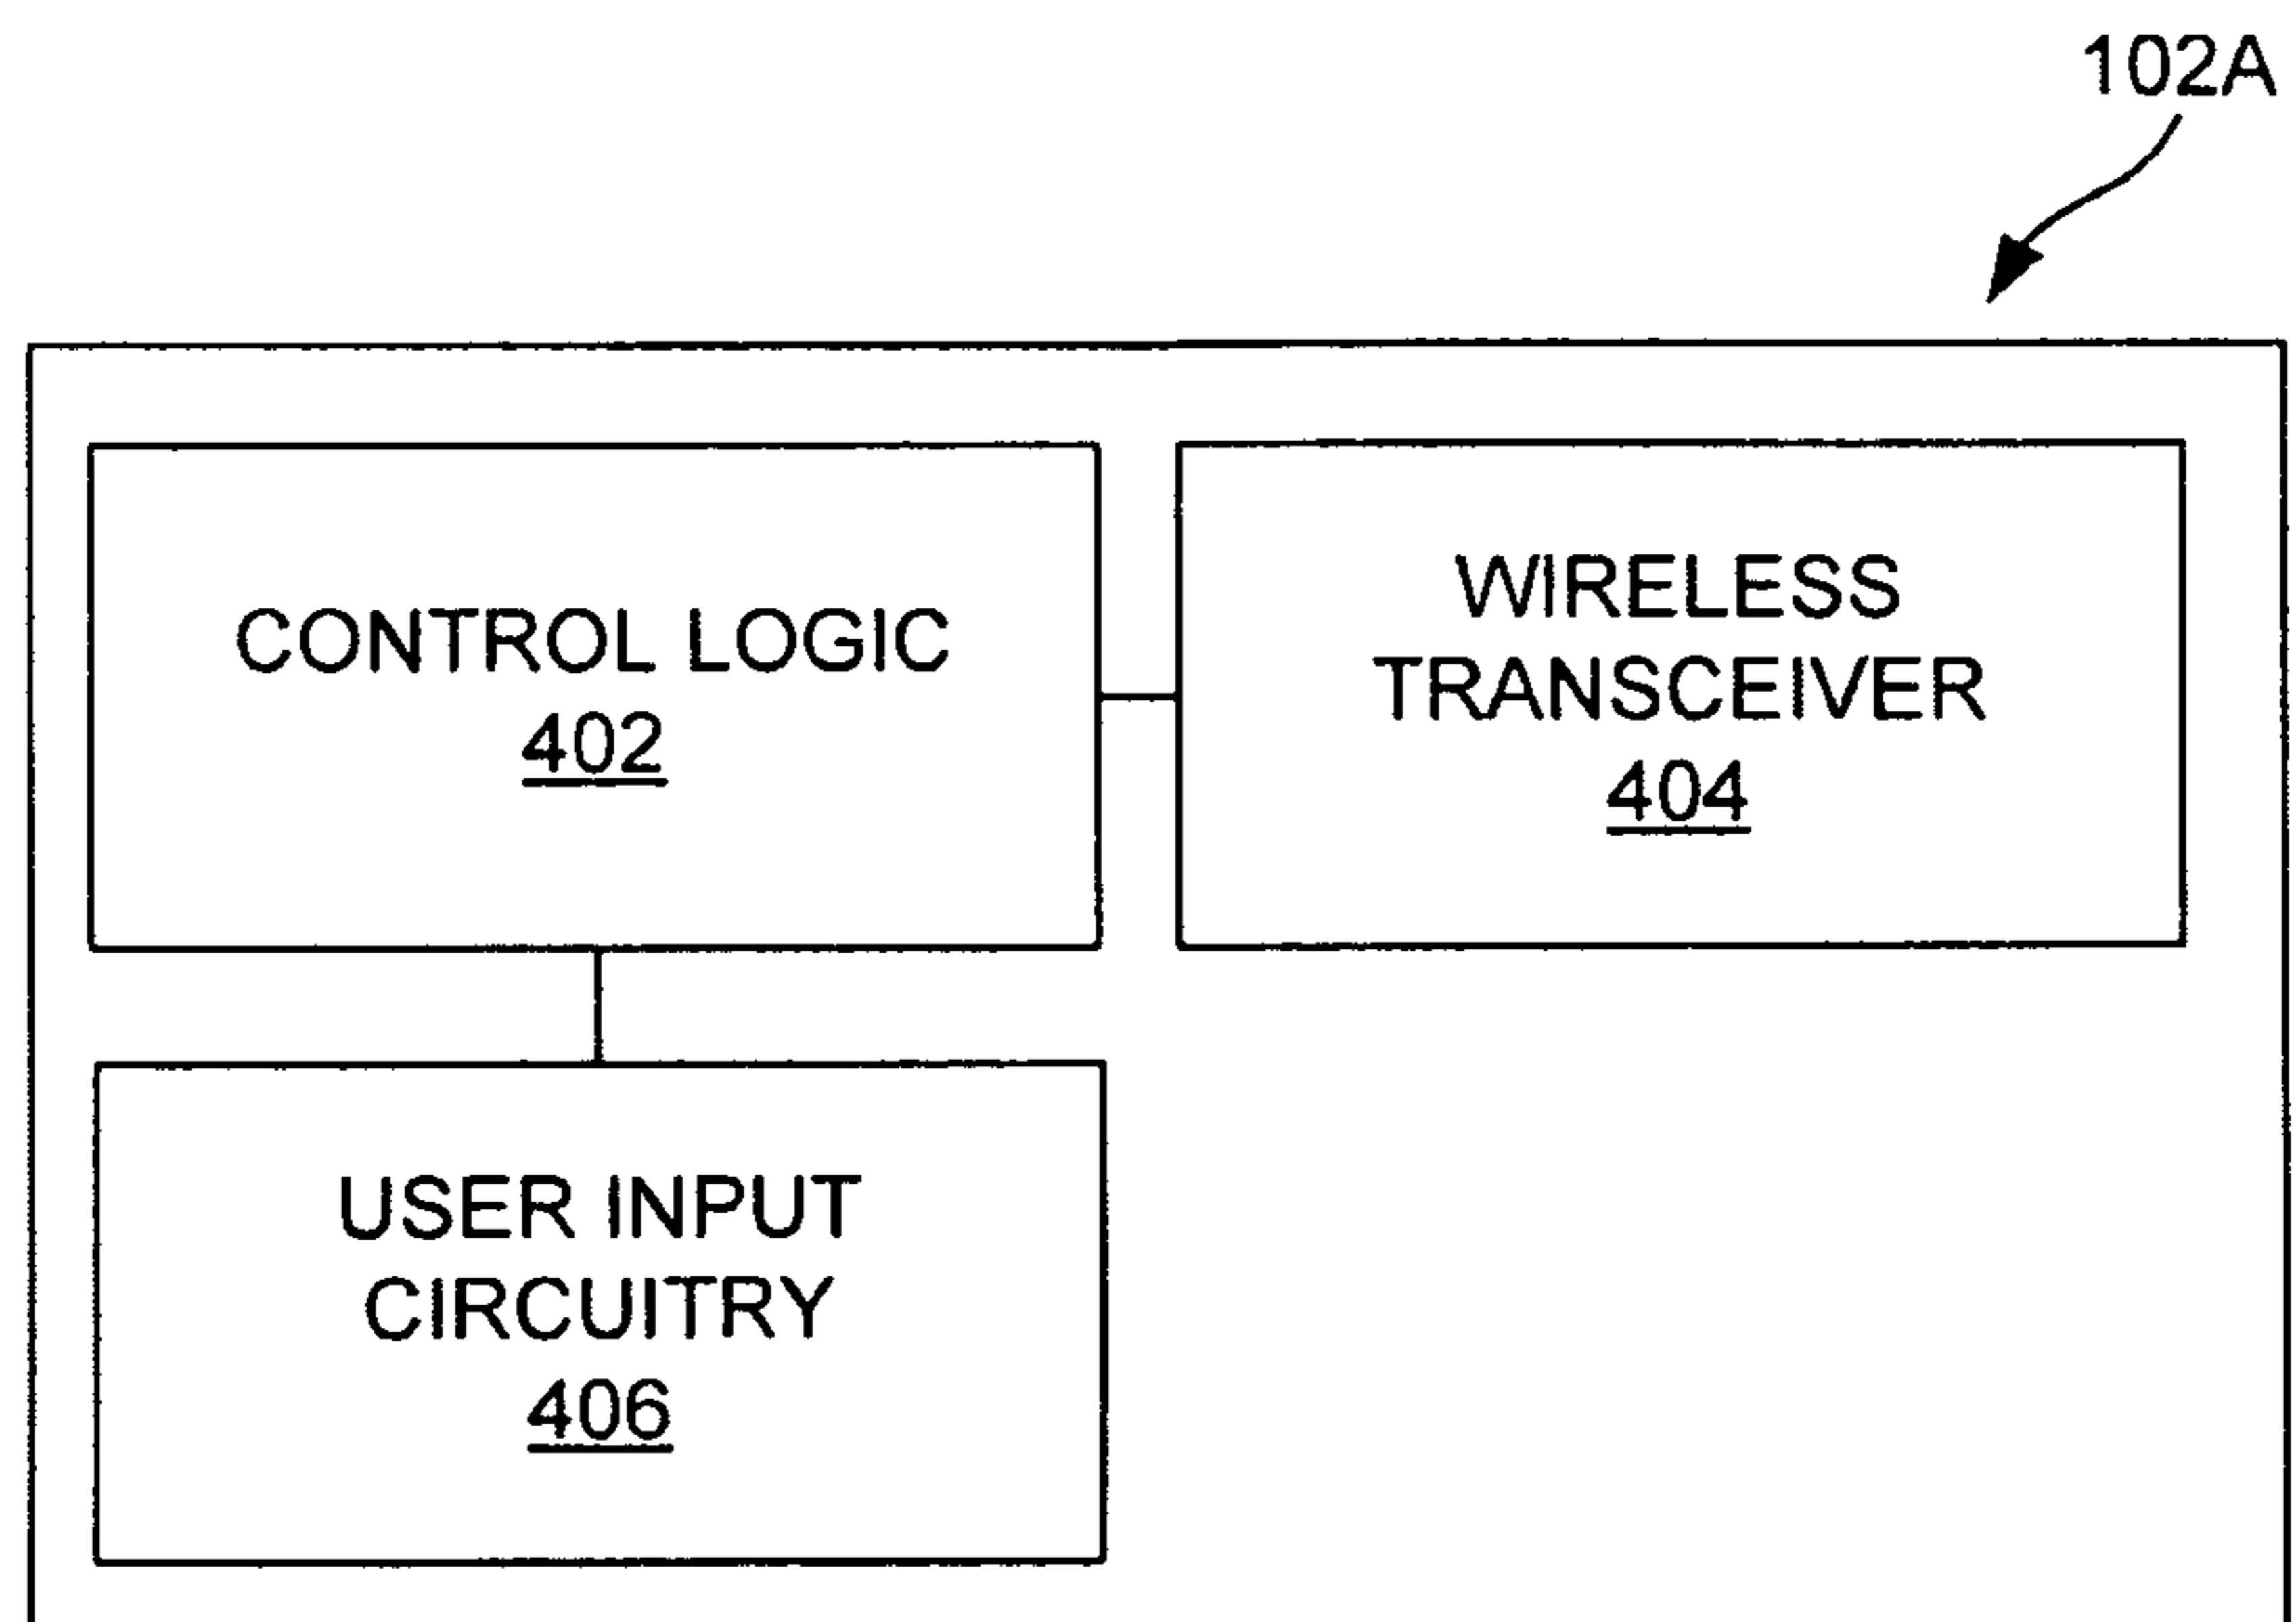 102A
CONTROL LOGIC
402
WIRELESS
TRANSCEIVER
404
USER INPUT
CIRCUITRY
406